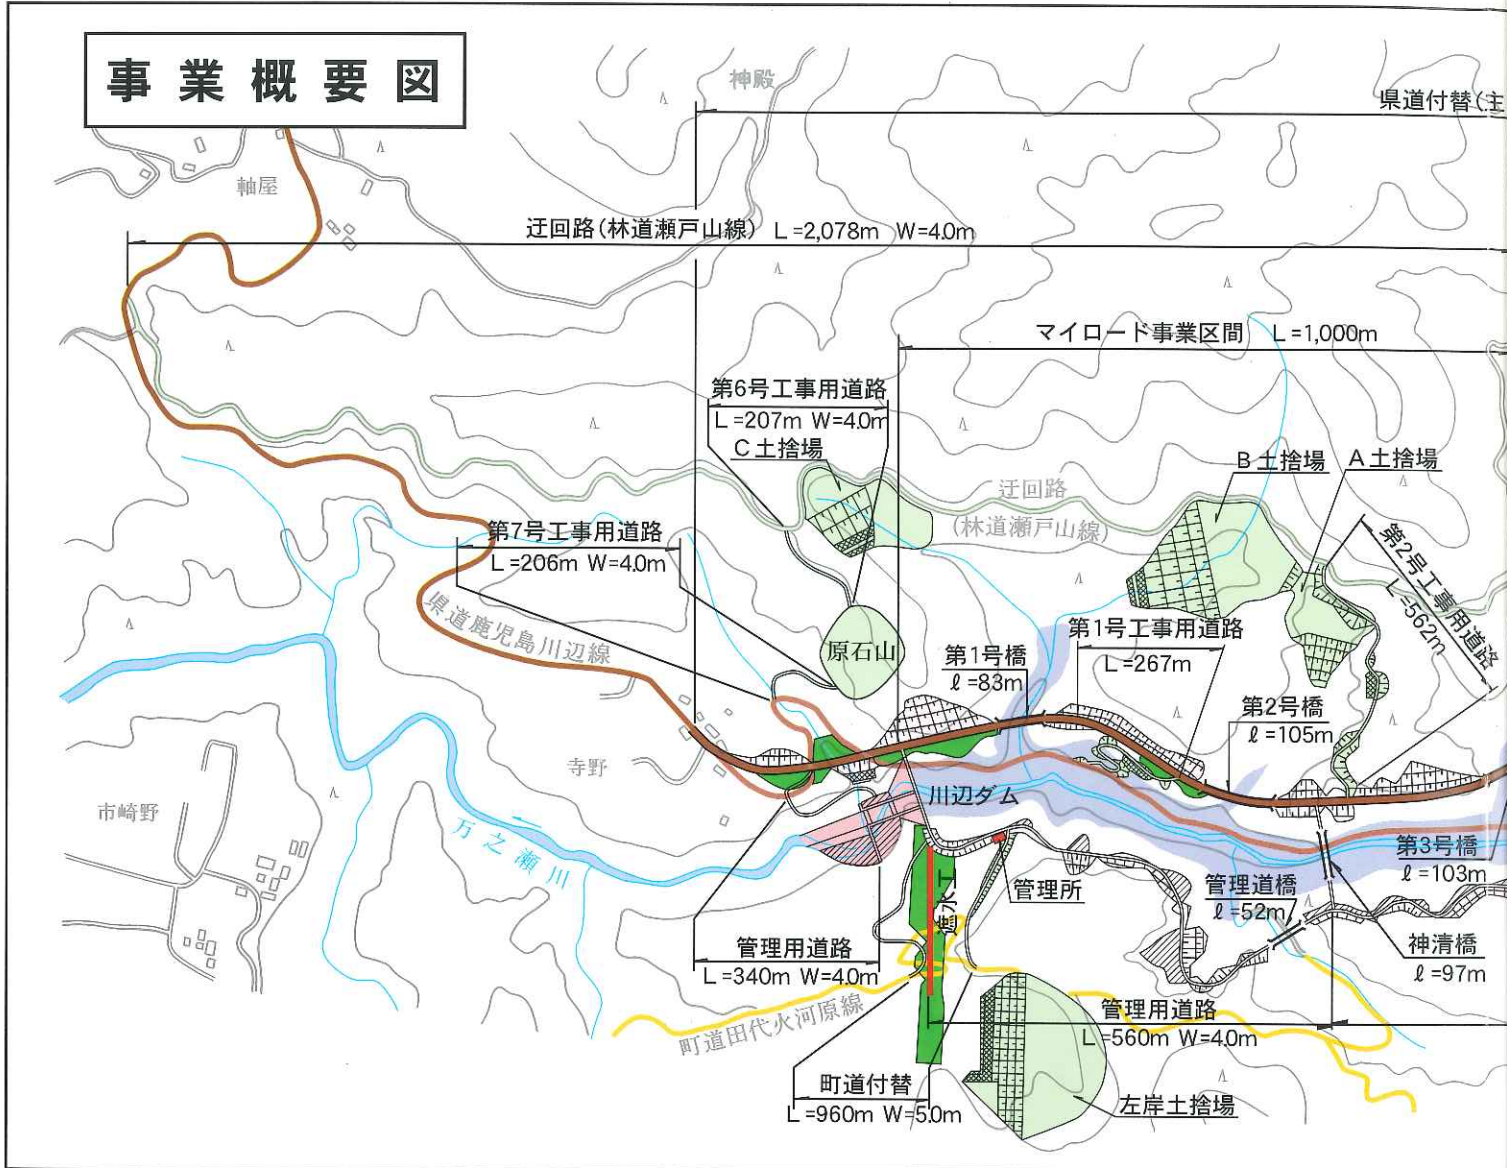 事業概要図
神殿
県道付替(主
軸屋
迂回路(林道瀬戸山線) L=2,078m W=4.0m
マイロード事業区間 L=1,000m
第6号工事用道路
L=207m W=4.0m
C土捨場
B土捨場
A土捨場
迂回路
(林道瀬戸山線)
第7号工事用道路
L=206m W=4.0m
第2号工事用道路
L=562m
県道鹿児島川辺線
原石山
第1号橋
ℓ=83m
第1号工事用道路
L=267m
第2号橋
ℓ=105m
寺野
市崎野
万之瀬川
川辺ダム
第3号橋
ℓ=103m
管理所
管理道橋
ℓ=52m
遮水工
神清橋
ℓ=97m
管理用道路
L=340m W=4.0m
町道田代火河原線
管理用道路
L=560m W=4.0m
町道付替
L=960m W=5.0m
左岸土捨場